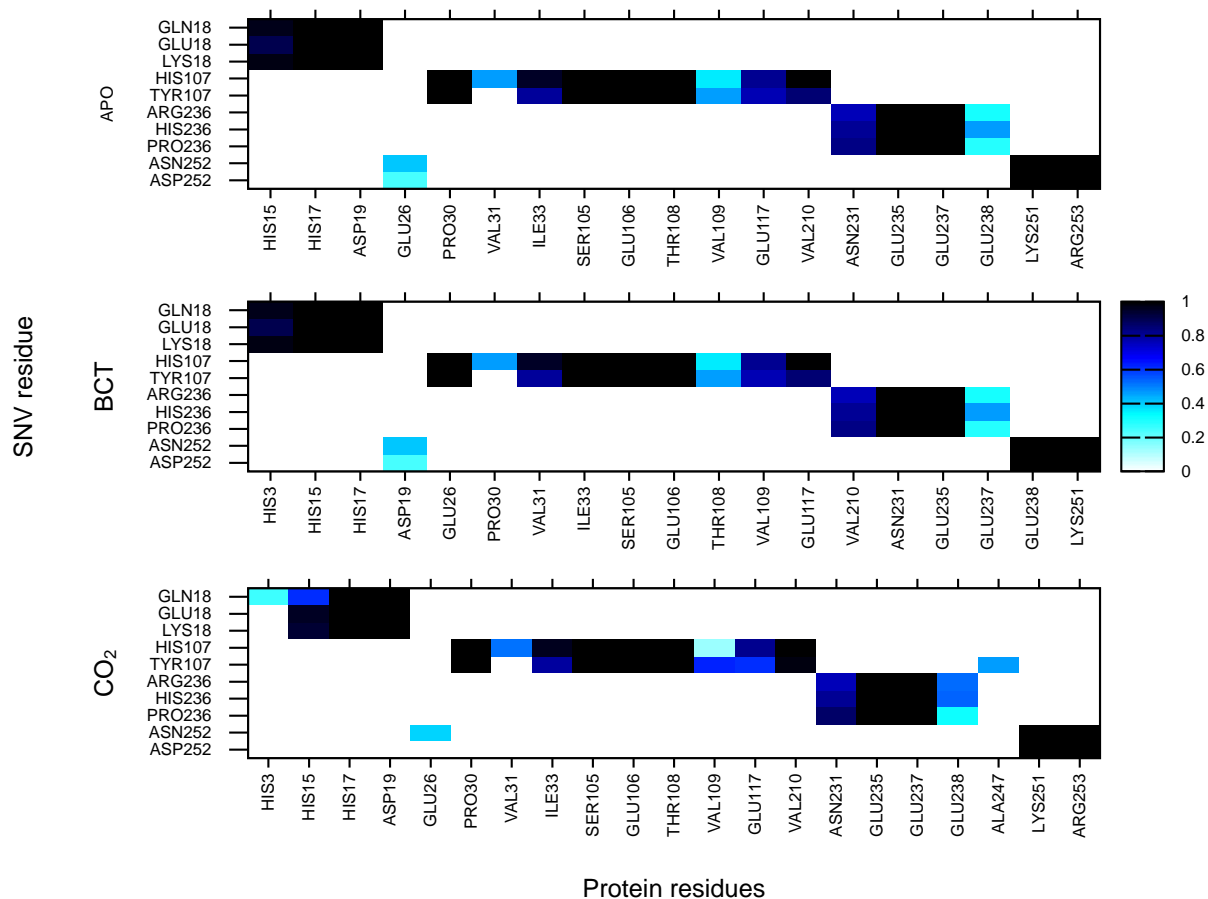 GLN18
GLU18
LYS18
HIS107
TYR107
ARG236
HIS236
PRO236
ASN252
ASP252
APO
HIS15
HIS17
ASP19
GLU26
PRO30
VAL31
ILE33
SER105
GLU106
THR108
VAL109
GLU117
VAL210
ASN231
GLU235
GLU237
GLU238
LYS251
ARG253
SNV residue
GLN18
GLU18
LYS18
HIS107
TYR107
ARG236
HIS236
PRO236
ASN252
ASP252
BCT
HIS3
HIS15
HIS17
ASP19
GLU26
PRO30
VAL31
ILE33
SER105
GLU106
THR108
VAL109
GLU117
VAL210
ASN231
GLU235
GLU237
GLU238
LYS251
1
0.8
0.6
0.4
0.2
0
GLN18
GLU18
LYS18
HIS107
TYR107
ARG236
HIS236
PRO236
ASN252
ASP252
CO₂
HIS3
HIS15
HIS17
ASP19
GLU26
PRO30
VAL31
ILE33
SER105
GLU106
THR108
VAL109
GLU117
VAL210
ASN231
GLU235
GLU237
GLU238
ALA247
LYS251
ARG253
Protein residues